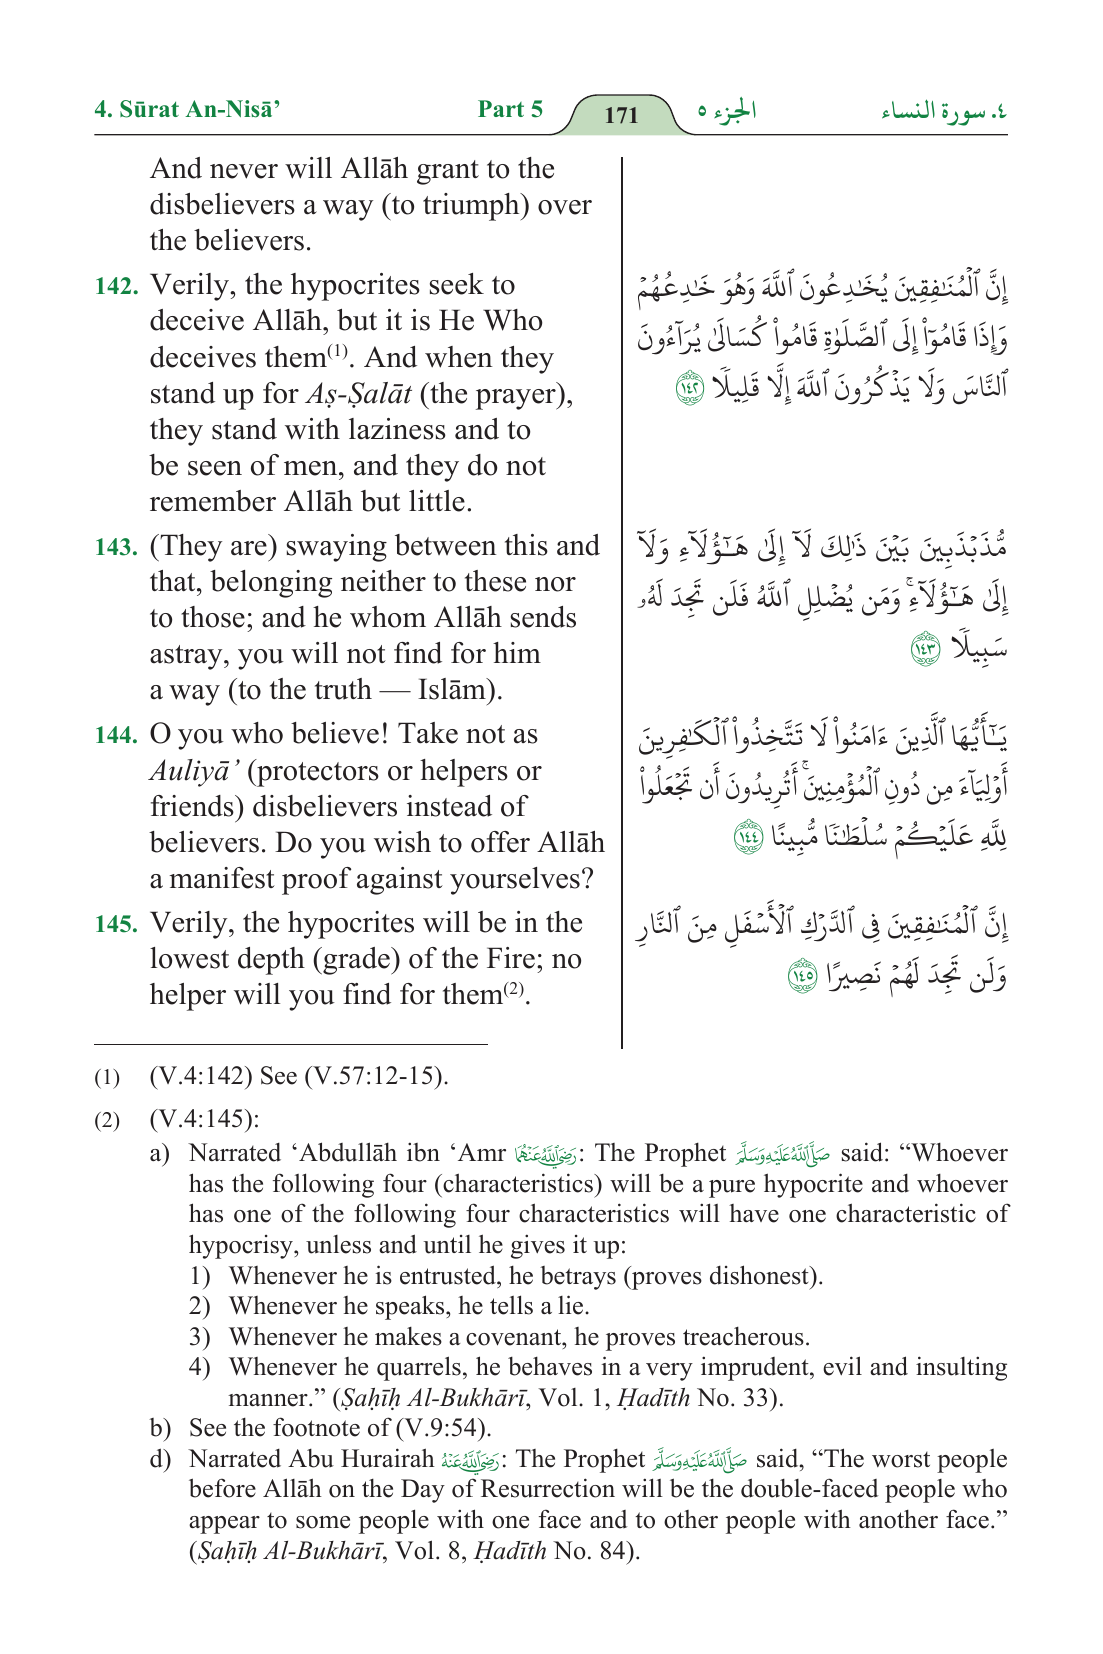 4. Sūrat An-Nisā’ Part 5 171 الجزء ٥ ٤. سورة النساء
And never will Allāh grant to the
disbelievers a way (to triumph) over
the believers.
142. Verily, the hypocrites seek to
deceive Allāh, but it is He Who
deceives them(1). And when they
stand up for Aṣ-Ṣalāt (the prayer),
they stand with laziness and to
be seen of men, and they do not
remember Allāh but little.
إِنَّ ٱلْمُنَـٰفِقِينَ يُخَـٰدِعُونَ ٱللَّهَ وَهُوَ خَـٰدِعُهُمْ
وَإِذَا قَامُوٓا۟ إِلَى ٱلصَّلَوٰةِ قَامُوا۟ كُسَالَىٰ يُرَآءُونَ
ٱلنَّاسَ وَلَا يَذْكُرُونَ ٱللَّهَ إِلَّا قَلِيلًا ١٤٢
143. (They are) swaying between this and
that, belonging neither to these nor
to those; and he whom Allāh sends
astray, you will not find for him
a way (to the truth — Islām).
مُّذَبْذَبِينَ بَيْنَ ذَٰلِكَ لَآ إِلَىٰ هَـٰٓؤُلَآءِ وَلَآ
إِلَىٰ هَـٰٓؤُلَآءِ ۚ وَمَن يُضْلِلِ ٱللَّهُ فَلَن تَجِدَ لَهُۥ
سَبِيلًا ١٤٣
144. O you who believe! Take not as
Auliyā’ (protectors or helpers or
friends) disbelievers instead of
believers. Do you wish to offer Allāh
a manifest proof against yourselves?
يَـٰٓأَيُّهَا ٱلَّذِينَ ءَامَنُوا۟ لَا تَتَّخِذُوا۟ ٱلْكَـٰفِرِينَ
أَوْلِيَآءَ مِن دُونِ ٱلْمُؤْمِنِينَ ۚ أَتُرِيدُونَ أَن تَجْعَلُوا۟
لِلَّهِ عَلَيْكُمْ سُلْطَـٰنًا مُّبِينًا ١٤٤
145. Verily, the hypocrites will be in the
lowest depth (grade) of the Fire; no
helper will you find for them(2).
إِنَّ ٱلْمُنَـٰفِقِينَ فِى ٱلدَّرْكِ ٱلْأَسْفَلِ مِنَ ٱلنَّارِ
وَلَن تَجِدَ لَهُمْ نَصِيرًا ١٤٥
(1) (V.4:142) See (V.57:12-15).
(2) (V.4:145):
a) Narrated ‘Abdullāh ibn ‘Amr رَضِيَ اللَّهُ عَنْهُمَا: The Prophet صَلَّى اللَّهُ عَلَيْهِ وَسَلَّمَ said: “Whoever
has the following four (characteristics) will be a pure hypocrite and whoever
has one of the following four characteristics will have one characteristic of
hypocrisy, unless and until he gives it up:
1) Whenever he is entrusted, he betrays (proves dishonest).
2) Whenever he speaks, he tells a lie.
3) Whenever he makes a covenant, he proves treacherous.
4) Whenever he quarrels, he behaves in a very imprudent, evil and insulting
manner.” (Ṣaḥīḥ Al-Bukhārī, Vol. 1, Ḥadīth No. 33).
b) See the footnote of (V.9:54).
d) Narrated Abu Hurairah رَضِيَ اللَّهُ عَنْهُ: The Prophet صَلَّى اللَّهُ عَلَيْهِ وَسَلَّمَ said, “The worst people
before Allāh on the Day of Resurrection will be the double-faced people who
appear to some people with one face and to other people with another face.”
(Ṣaḥīḥ Al-Bukhārī, Vol. 8, Ḥadīth No. 84).